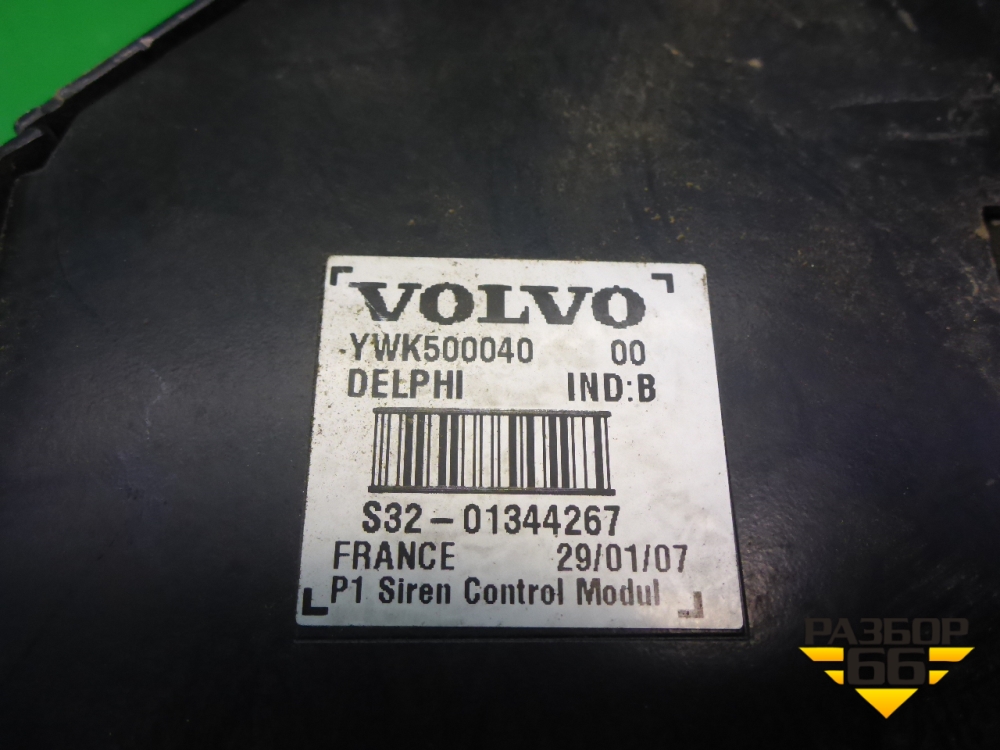 VOLVO
YWK500040 00
DELPHI IND:B
S32-01344267
FRANCE 29/01/07
P1 Siren Control Modul
РАЗБОР
66